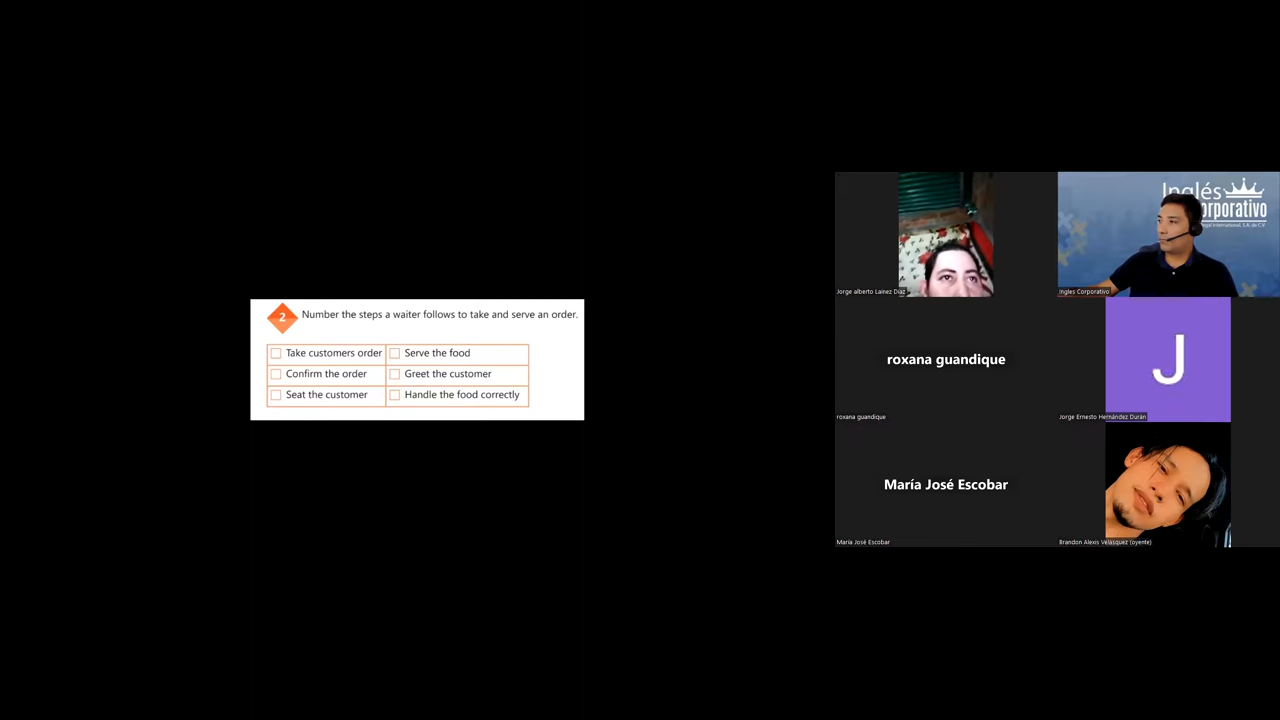 2
Number the steps a waiter follows to take and serve an order.
Take customers order
Serve the food
Confirm the order
Greet the customer
Seat the customer
Handle the food correctly
Jorge alberto Lainez Diaz
Inglés
orporativo
Ingles Corporativo
roxana guandique
roxana guandique
J
Jorge Ernesto Hernández Durán
María José Escobar
María José Escobar
Brandon Alexis Velasquez (oyente)